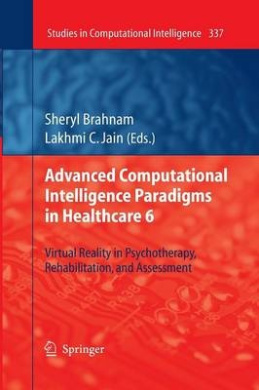 Studies in Computational Intelligence 337
Sheryl Brahnam
Lakhmi C. Jain (Eds.)
Advanced Computational
Intelligence Paradigms
in Healthcare 6
Virtual Reality in Psychotherapy,
Rehabilitation, and Assessment
Springer